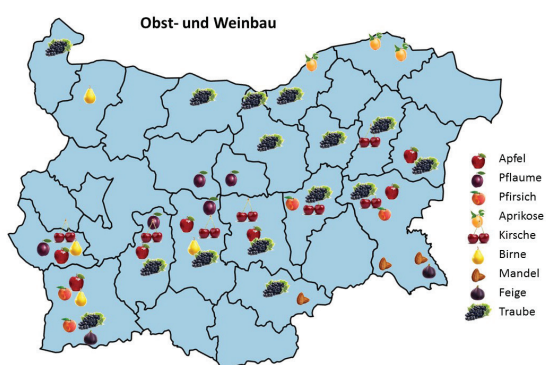 Obst- und Weinbau
Apfel
Pflaume
Pfirsich
Aprikose
Kirsche
Birne
Mandel
Feige
Traube